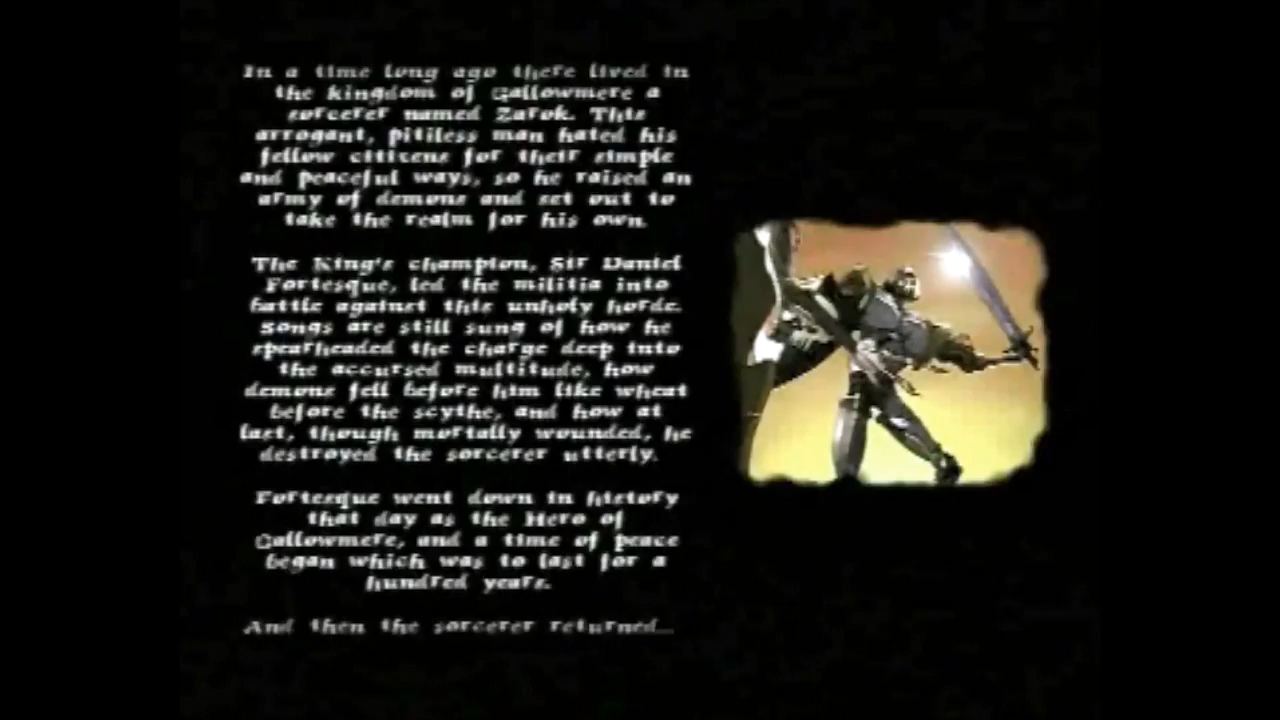 In a time long ago there lived in
the kingdom of Gallowmere a
sorcerer named Zarok. This
arrogant, pitiless man hated his
fellow citizens for their simple
and peaceful ways, so he raised an
army of demons and set out to
take the realm for his own.
The King's champion, Sir Daniel
Fortesque, led the militia into
battle against this unholy horde.
Songs are still sung of how he
spearheaded the charge deep into
the accursed multitude, how
demons fell before him like wheat
before the scythe, and how at
last, though mortally wounded, he
destroyed the sorcerer utterly.
Fortesque went down in history
that day as the Hero of
Gallowmere, and a time of peace
began which was to last for a
hundred years.
And then the sorcerer returned...